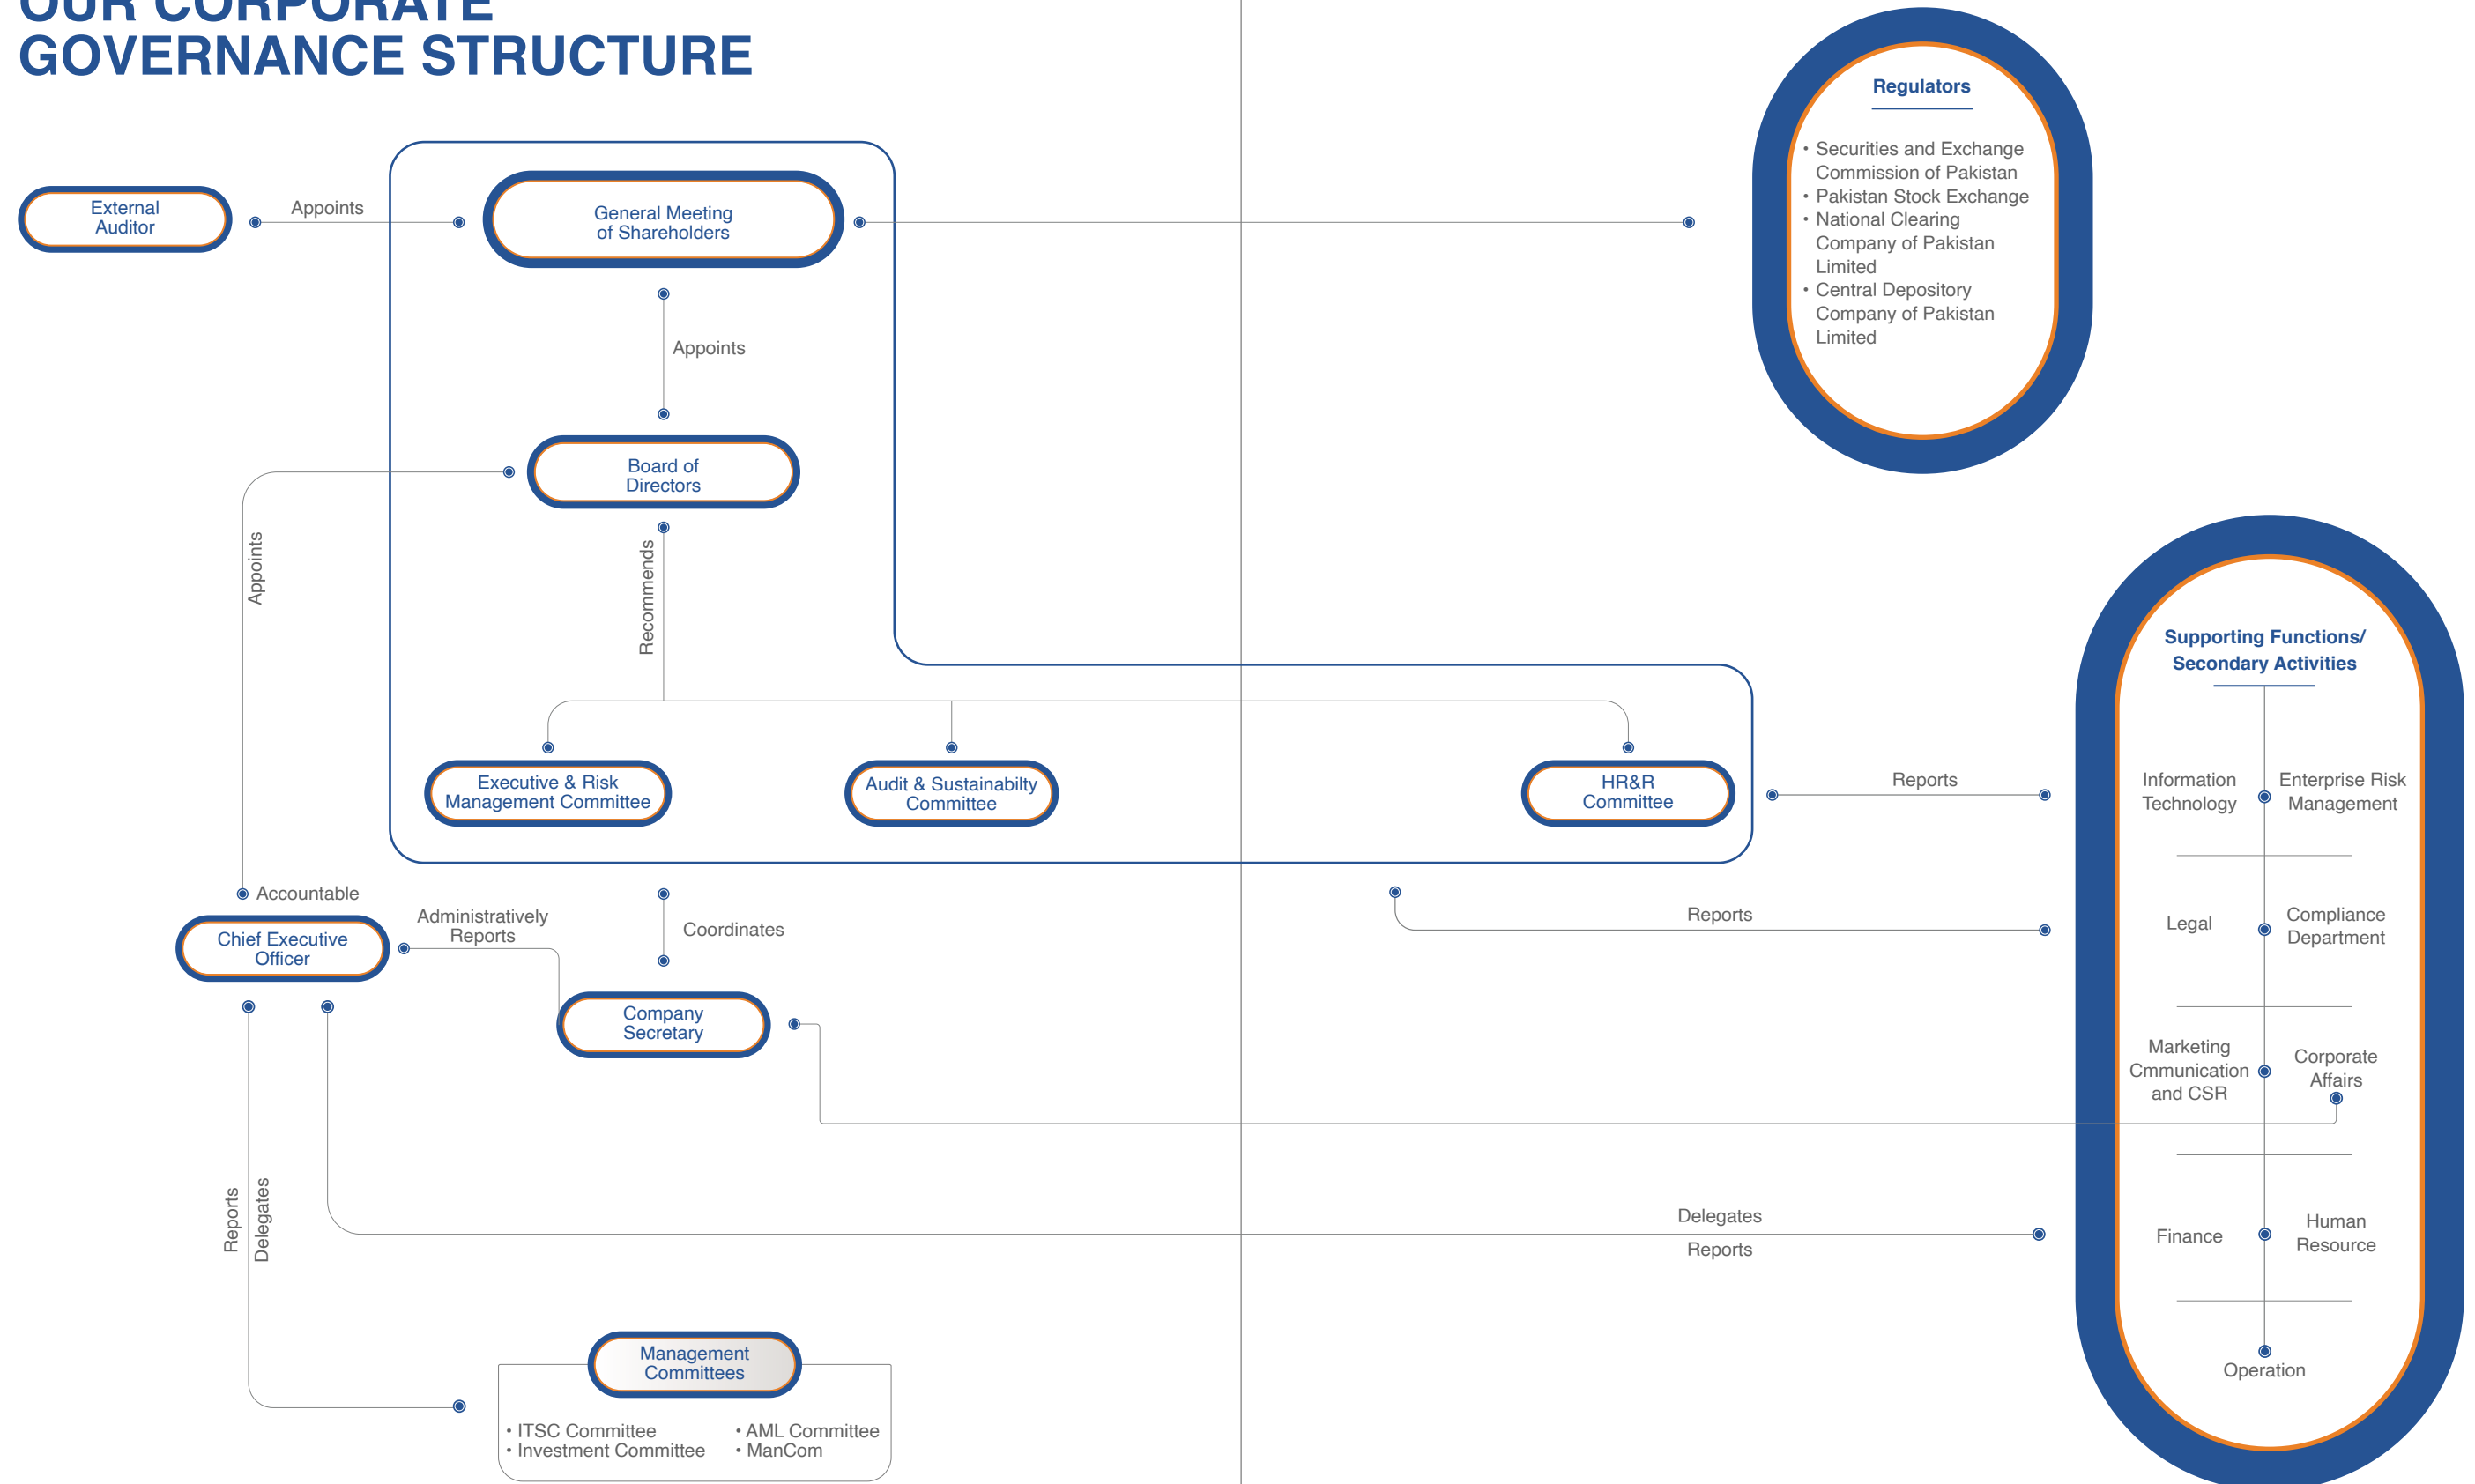 OUR CORPORATE
GOVERNANCE STRUCTURE
Regulators
• Securities and Exchange
Commission of Pakistan
• Pakistan Stock Exchange
• National Clearing
Company of Pakistan
Limited
• Central Depository
Company of Pakistan
Limited
External
Auditor
Appoints
General Meeting
of Shareholders
Appoints
Board of
Directors
Appoints
Recommends
Executive & Risk
Management Committee
Audit & Sustainabilty
Committee
HR&R
Committee
Reports
Accountable
Chief Executive
Officer
Administratively
Reports
Coordinates
Reports
Company
Secretary
Reports
Delegates
Delegates
Reports
Management
Committees
• ITSC Committee
• Investment Committee
• AML Committee
• ManCom
Supporting Functions/
Secondary Activities
Information
Technology
Enterprise Risk
Management
Legal
Compliance
Department
Marketing
Cmmunication
and CSR
Corporate
Affairs
Finance
Human
Resource
Operation